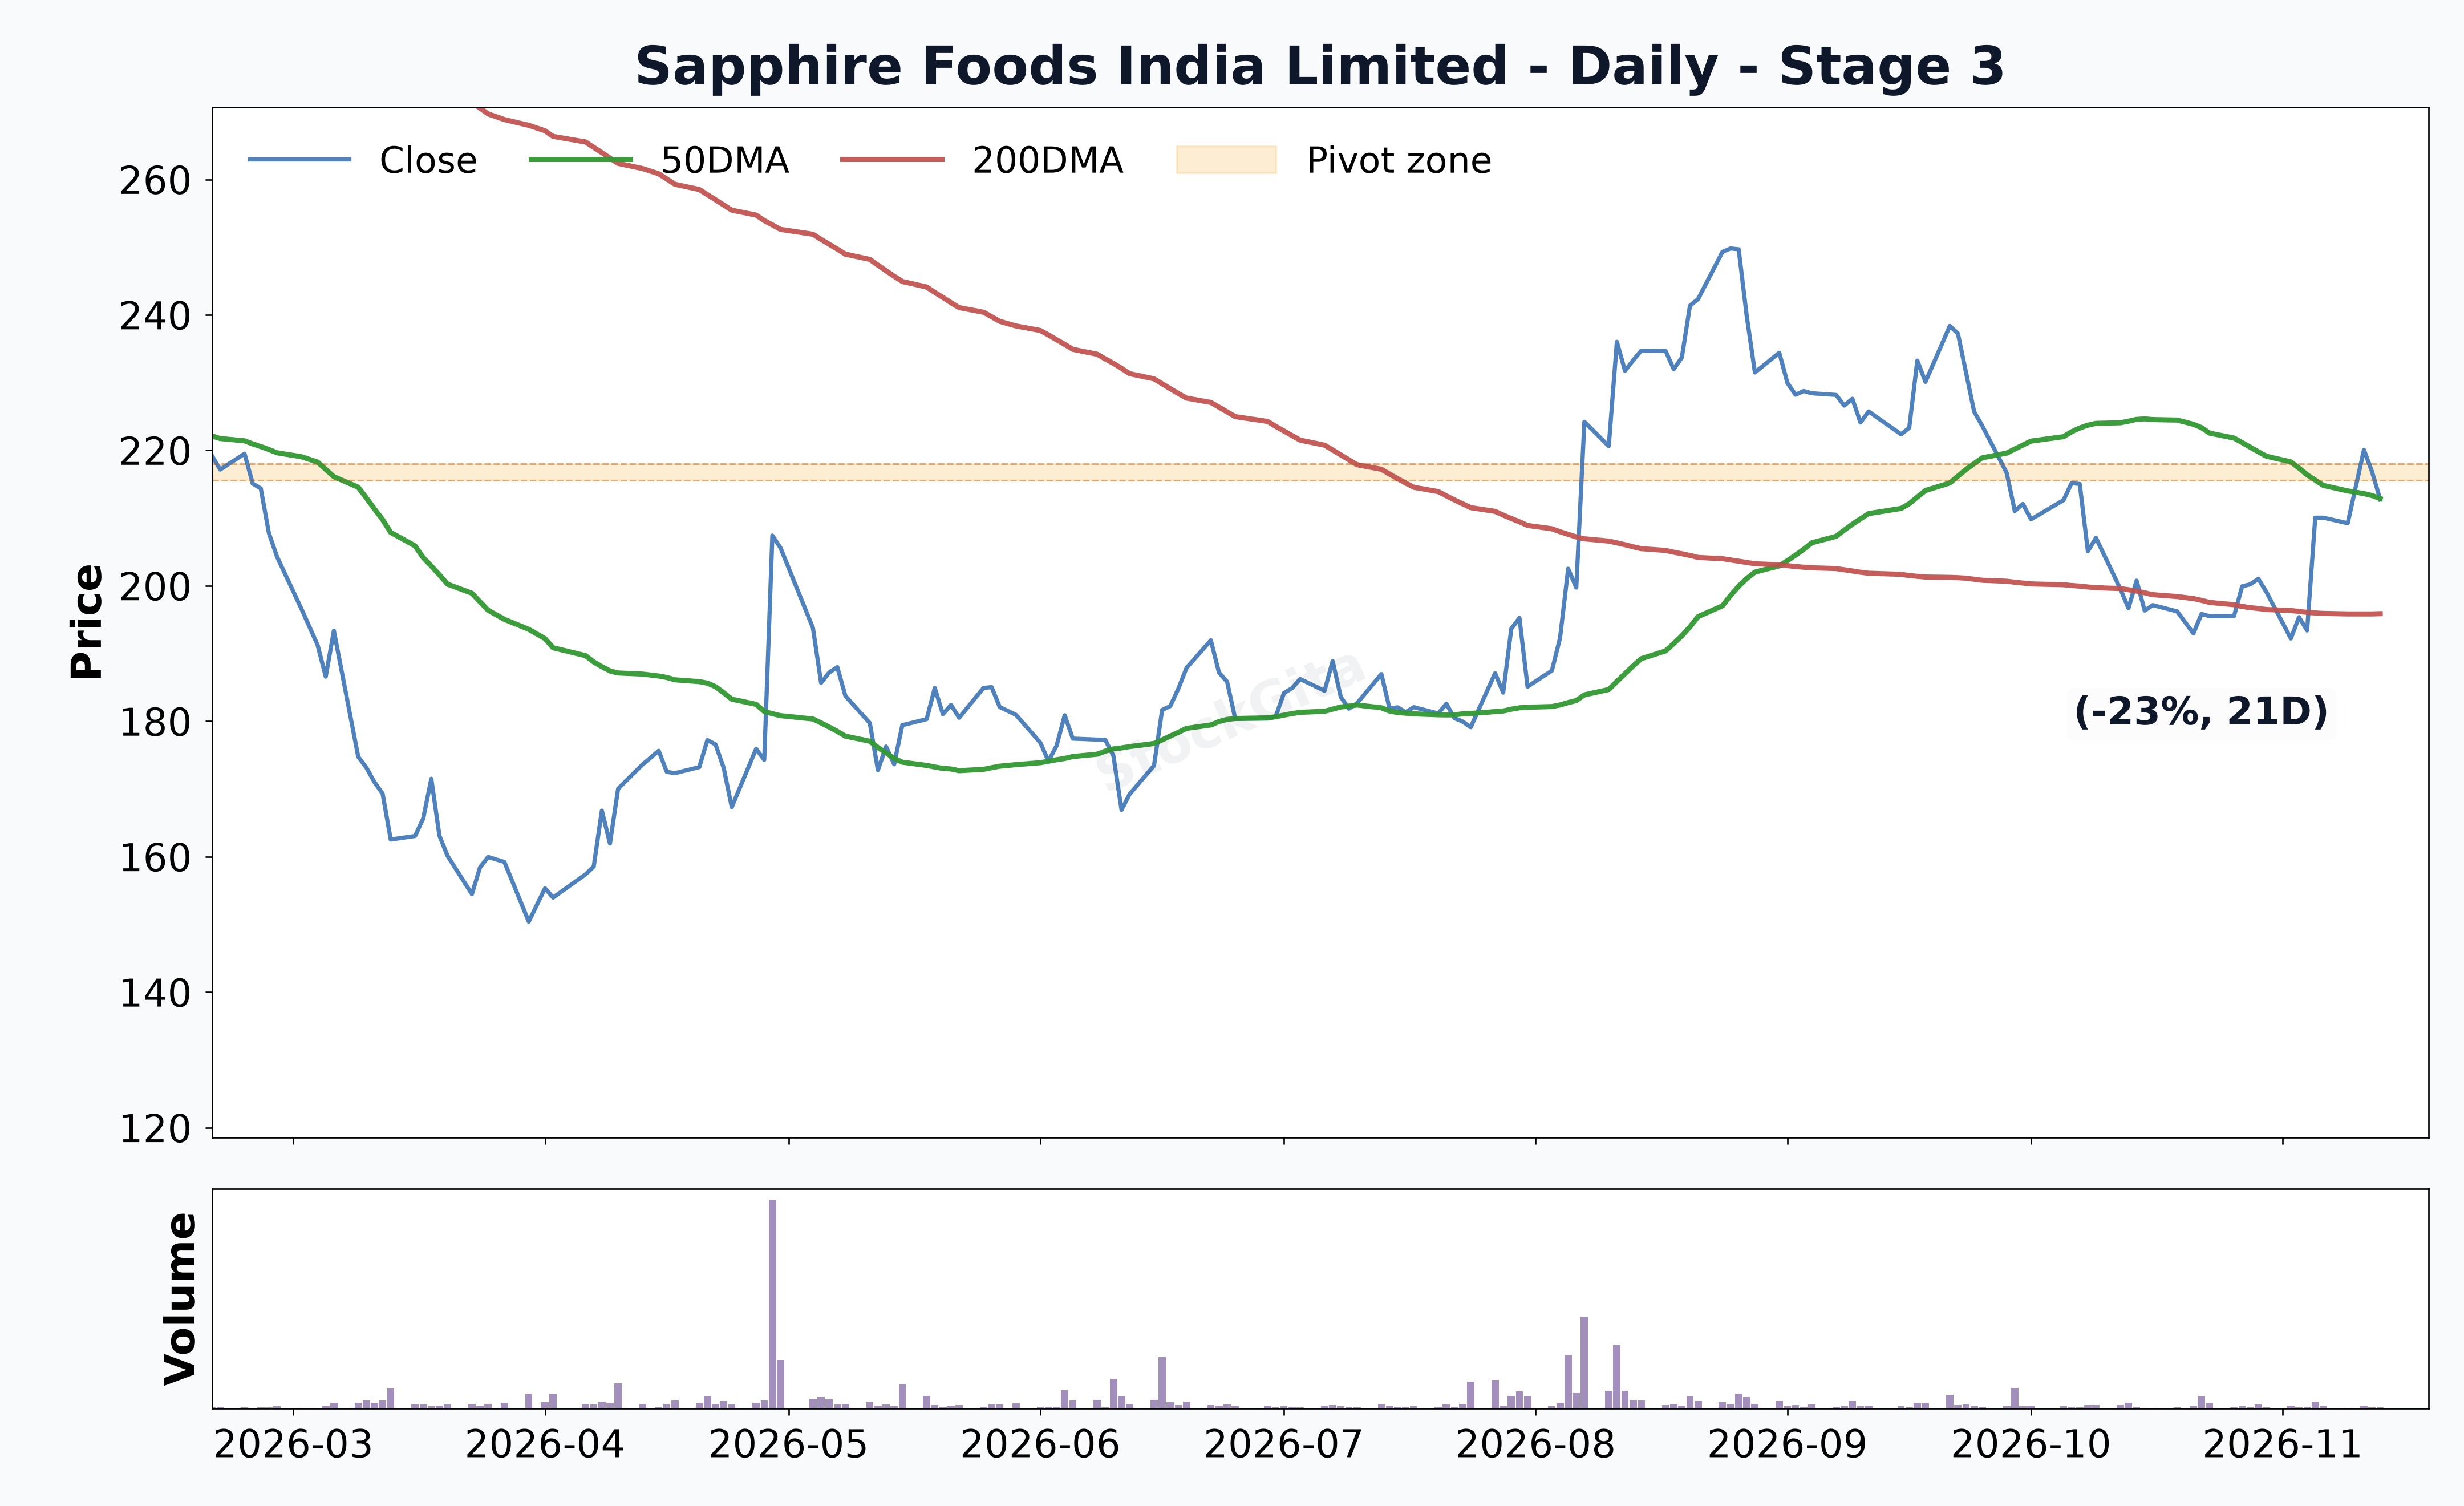 Sapphire Foods India Limited - Daily - Stage 3
Close 50DMA 200DMA Pivot zone
Price
260
240
220
200
180
160
140
120
StockGita
(-23%, 21D)
Volume
2026-03 2026-04 2026-05 2026-06 2026-07 2026-08 2026-09 2026-10 2026-11